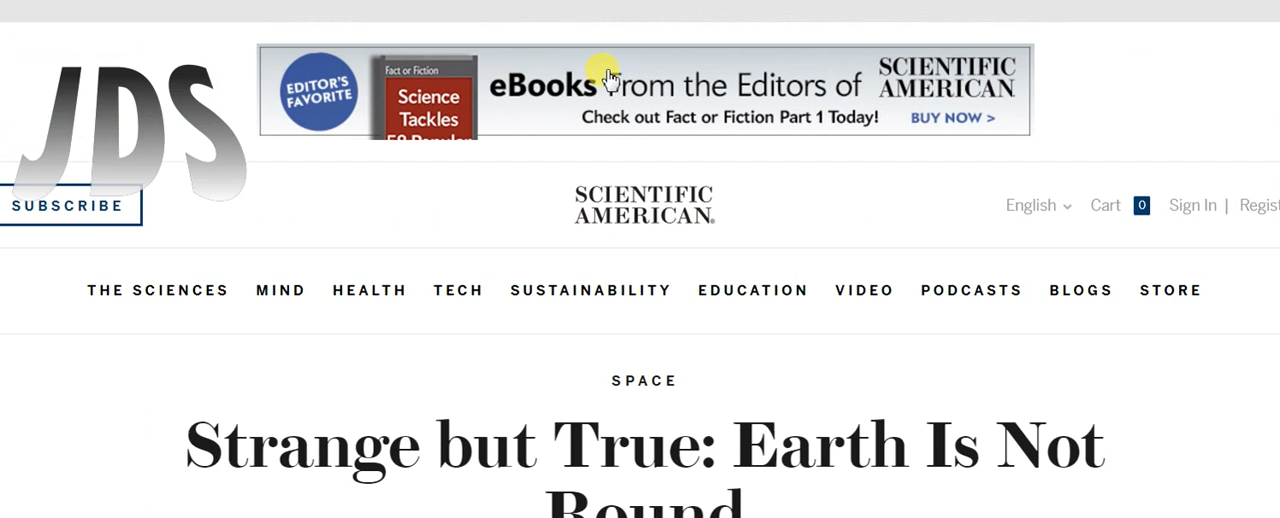 JDS
EDITOR'S
FAVORITE
Fact or Fiction
Science
Tackles
58 Popular
eBooks From the Editors of
SCIENTIFIC
AMERICAN
Check out Fact or Fiction Part 1 Today!
BUY NOW >
SUBSCRIBE
SCIENTIFIC
AMERICAN
English
Cart 0
Sign In |
THE SCIENCES MIND HEALTH TECH SUSTAINABILITY EDUCATION VIDEO PODCASTS BLOGS STORE
SPACE
Strange but True: Earth Is Not
Round